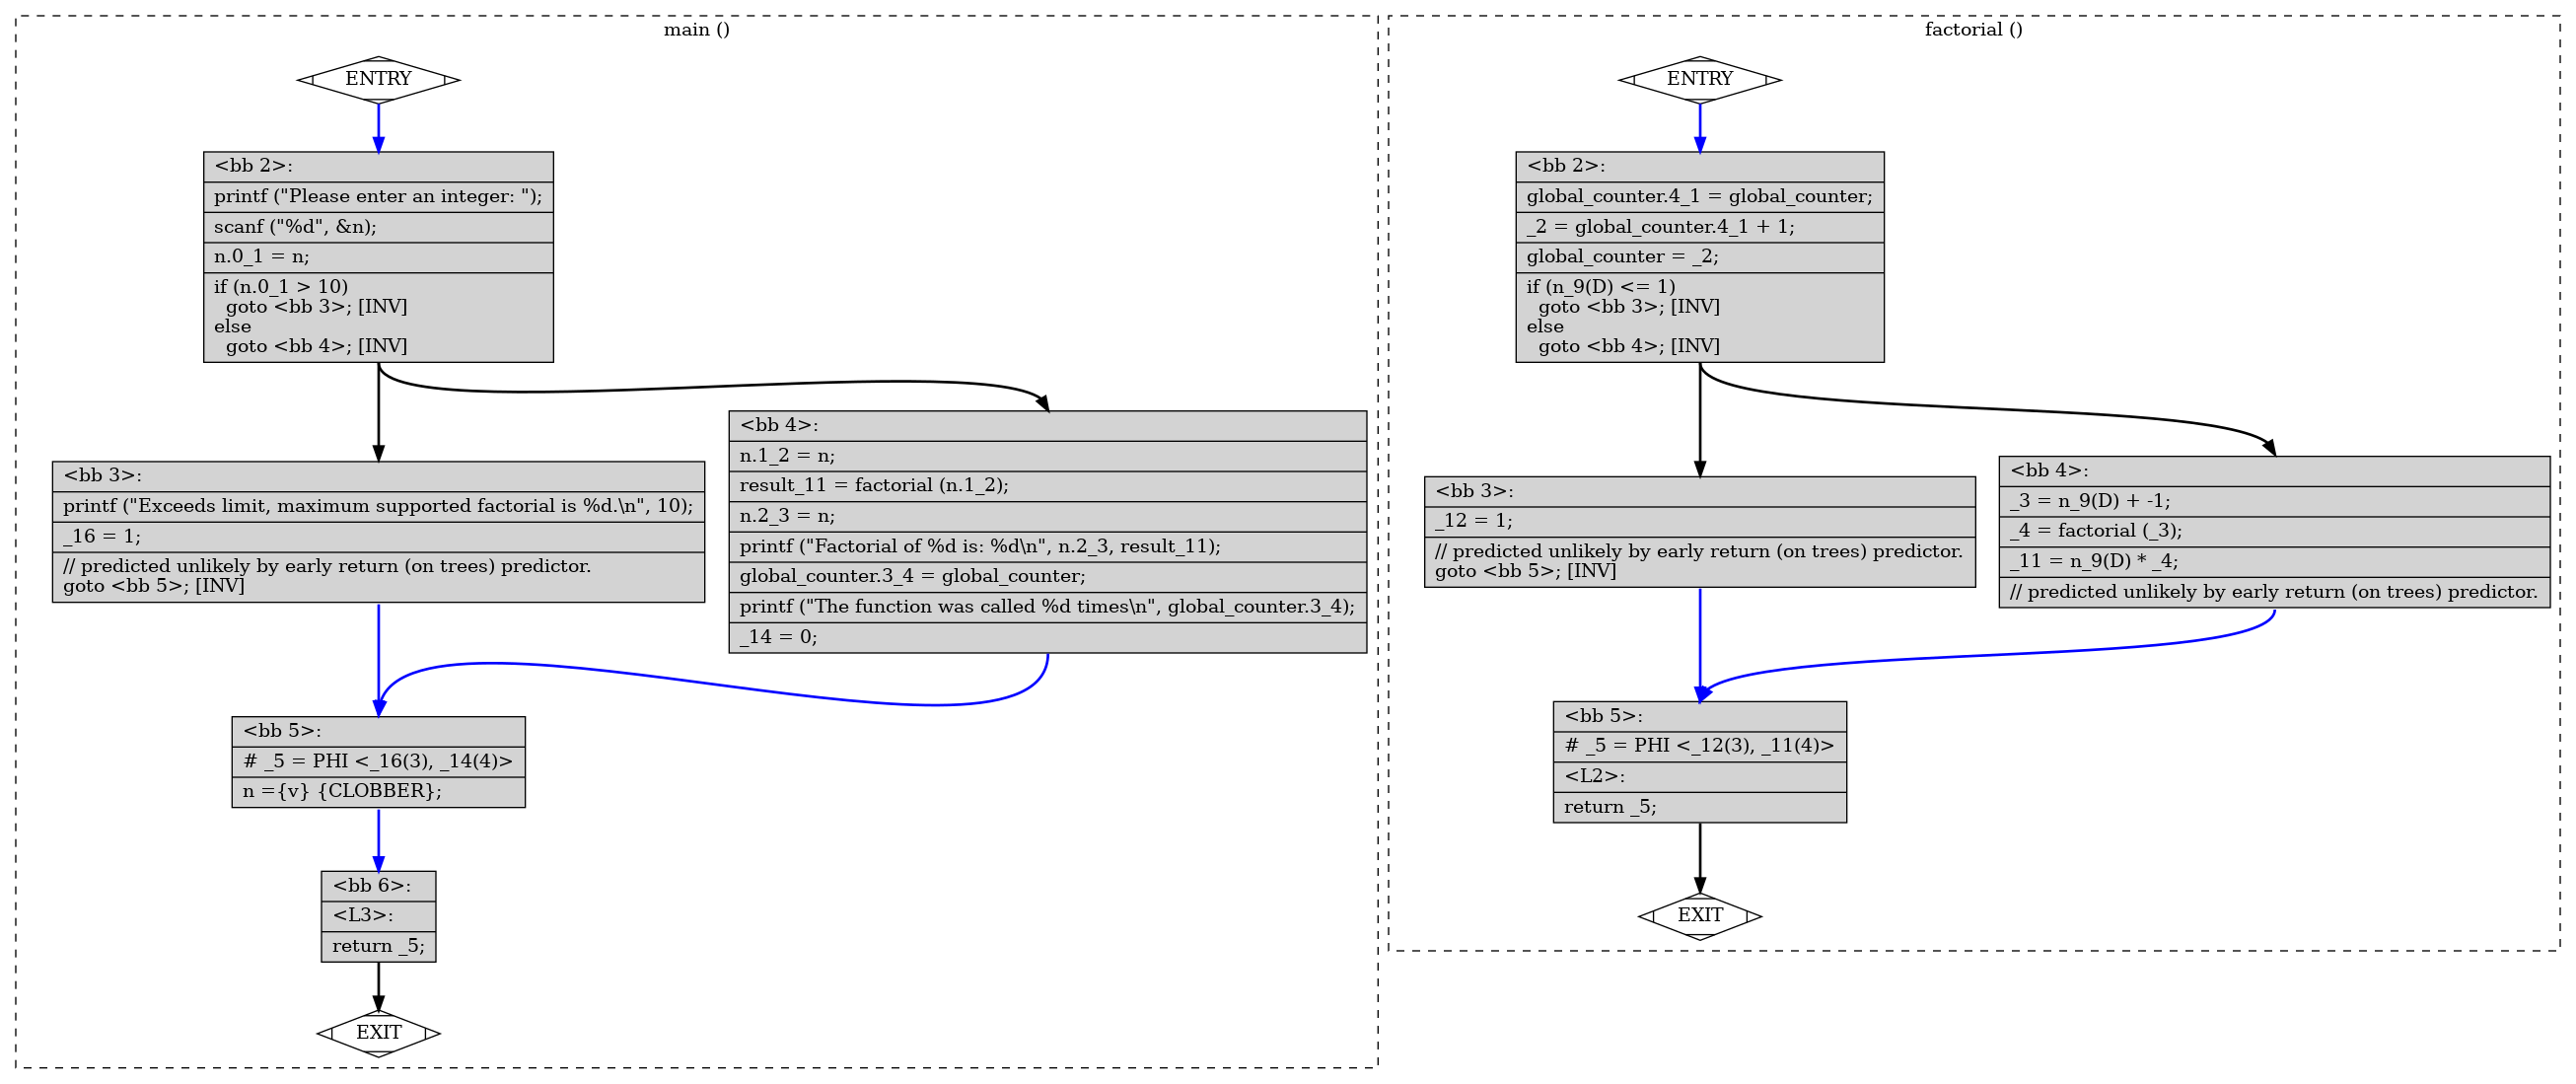 main ()
ENTRY
<bb 2>:
printf ("Please enter an integer: ");
scanf ("%d", &n);
n.0_1 = n;
if (n.0_1 > 10)
  goto <bb 3>; [INV]
else
  goto <bb 4>; [INV]
<bb 3>:
printf ("Exceeds limit, maximum supported factorial is %d.\n", 10);
_16 = 1;
// predicted unlikely by early return (on trees) predictor.
goto <bb 5>; [INV]
<bb 4>:
n.1_2 = n;
result_11 = factorial (n.1_2);
n.2_3 = n;
printf ("Factorial of %d is: %d\n", n.2_3, result_11);
global_counter.3_4 = global_counter;
printf ("The function was called %d times\n", global_counter.3_4);
_14 = 0;
<bb 5>:
# _5 = PHI <_16(3), _14(4)>
n ={v} {CLOBBER};
<bb 6>:
<L3>:
return _5;
EXIT
factorial ()
ENTRY
<bb 2>:
global_counter.4_1 = global_counter;
_2 = global_counter.4_1 + 1;
global_counter = _2;
if (n_9(D) <= 1)
  goto <bb 3>; [INV]
else
  goto <bb 4>; [INV]
<bb 3>:
_12 = 1;
// predicted unlikely by early return (on trees) predictor.
goto <bb 5>; [INV]
<bb 4>:
_3 = n_9(D) + -1;
_4 = factorial (_3);
_11 = n_9(D) * _4;
// predicted unlikely by early return (on trees) predictor.
<bb 5>:
# _5 = PHI <_12(3), _11(4)>
<L2>:
return _5;
EXIT